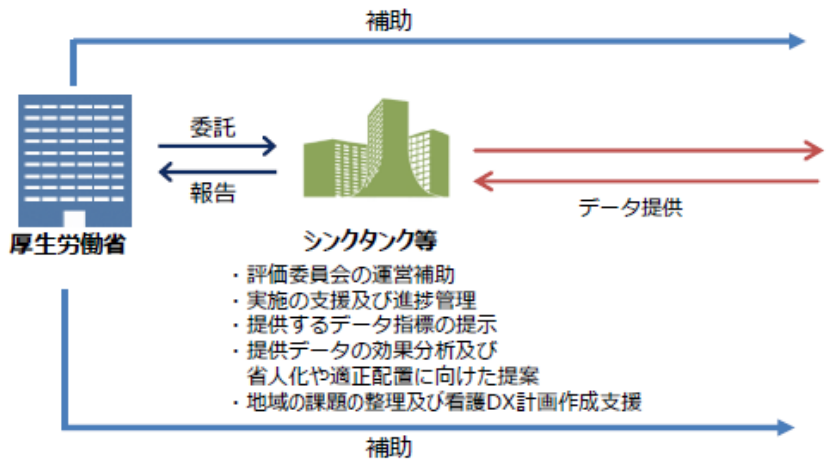 補助
委託
報告
データ提供
厚生労働省
シンクタンク等
・評価委員会の運営補助
・実施の支援及び進捗管理
・提供するデータ指標の提示
・提供データの効果分析及び
省人化や適正配置に向けた提案
・地域の課題の整理及び看護DX計画作成支援
補助